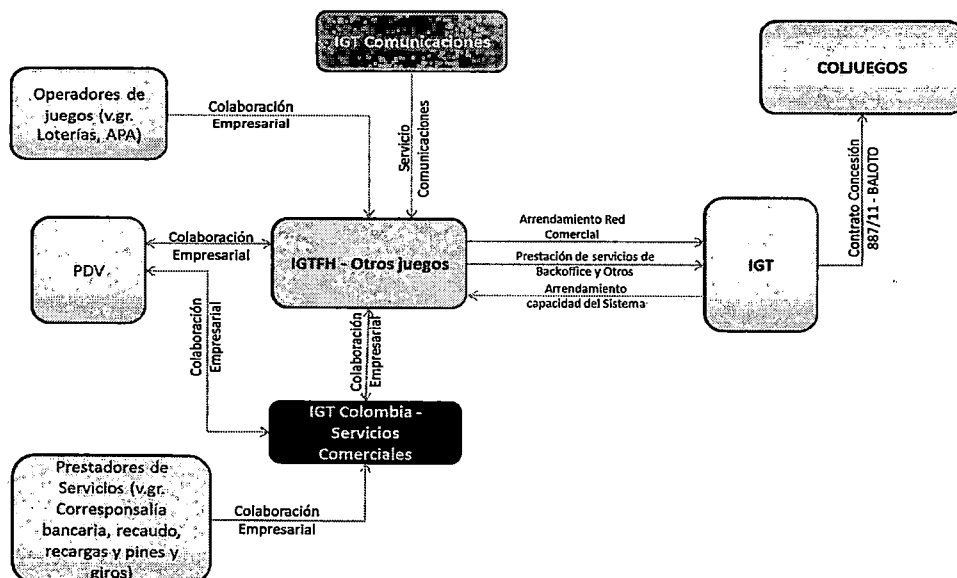 IGT Comunicaciones
COLJUEGOS
Operadores de
juegos (v.gr.
Loterías, APA)
Colaboración
Empresarial
Servicio
Comunicaciones
Contrato Concesión
887/11 - BALOTO
PDV
Colaboración
Empresarial
IGTFH - Otros juegos
Arrendamiento Red
Comercial
Prestación de servicios de
Backoffice y Otros
Arrendamiento
capacidad del Sistema
IGT
Colaboración
Empresarial
Colaboración
Empresarial
IGT Colombia -
Servicios
Comerciales
Prestadores de
Servicios (v.gr.
Corresponsalía
bancaria, recaudo,
recargas y pines y
giros)
Colaboración
Empresarial